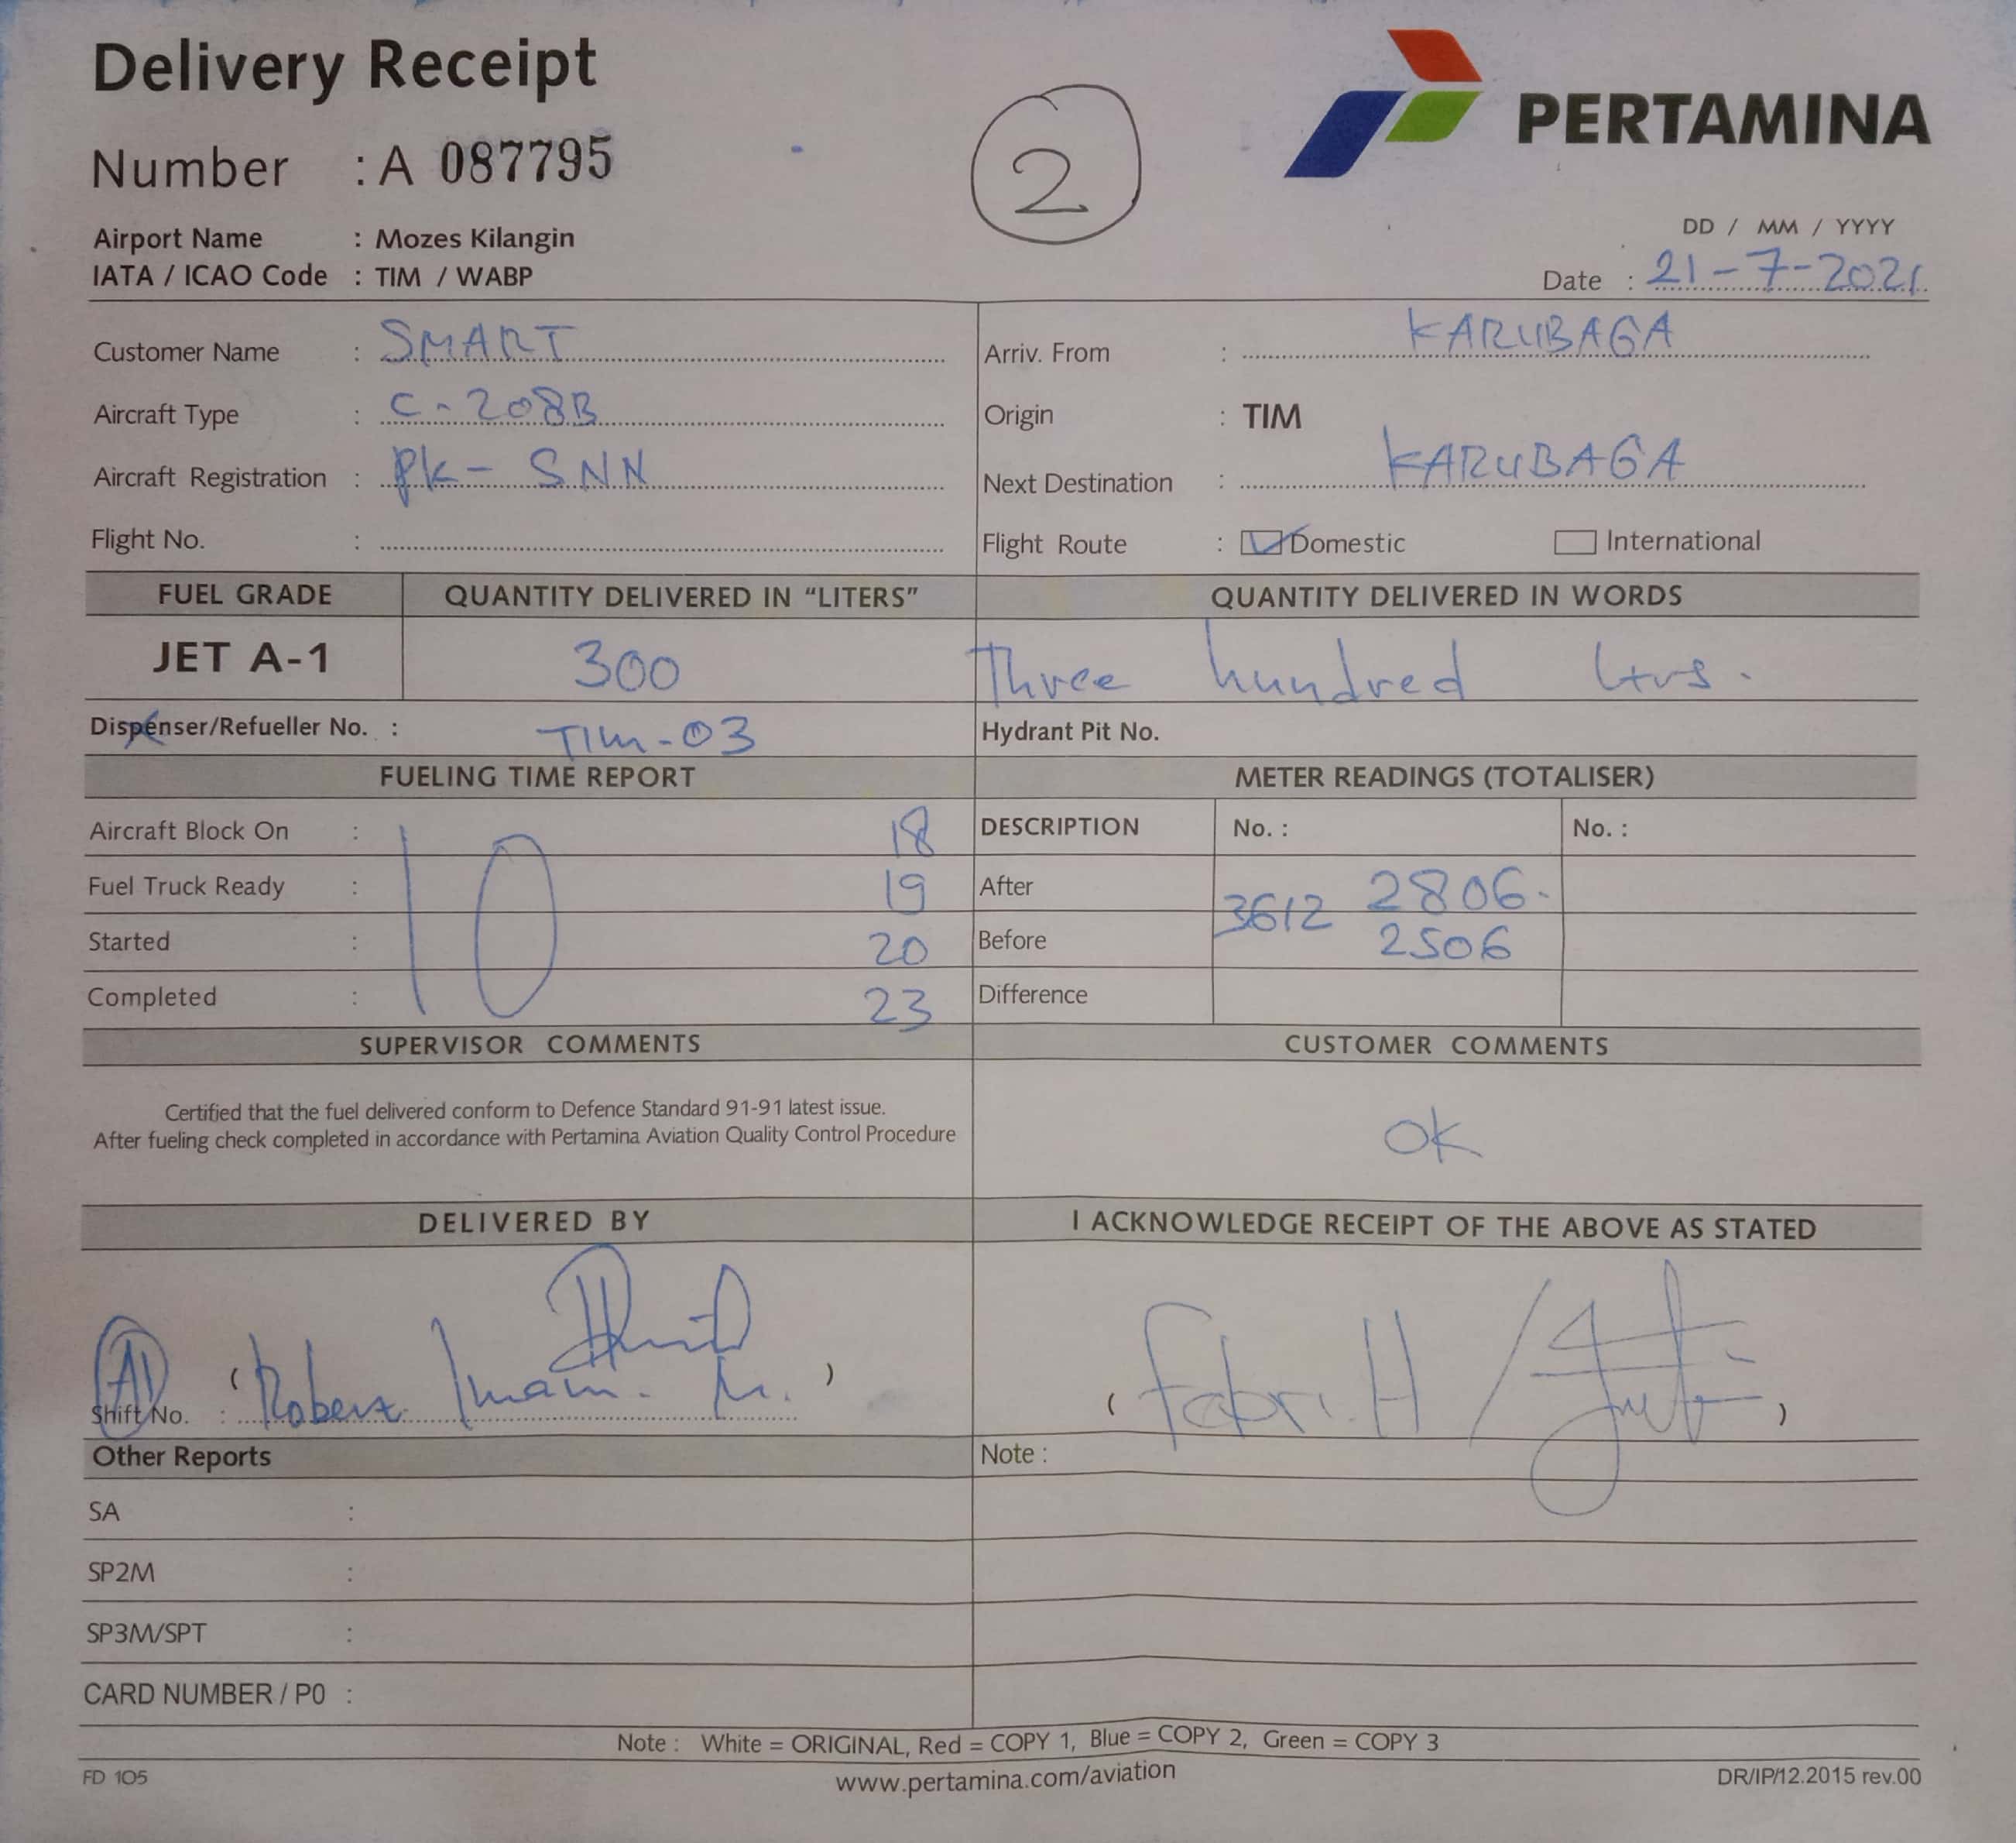 Delivery Receipt
PERTAMINA
2
Number : A 087795
Airport Name : Mozes Kilangin
IATA / ICAO Code : TIM / WABP
DD / MM / YYYY
Date : 21-7-2021
Customer Name : SMART
Arriv. From : KARUBAGA
Aircraft Type : C-208B
Origin : TIM
Aircraft Registration : PK-SNN
Next Destination : KARUBAGA
Flight No. :
Flight Route : Domestic International
FUEL GRADE QUANTITY DELIVERED IN "LITERS" QUANTITY DELIVERED IN WORDS
JET A-1 300 Three hundred Ltrs.
Dispenser/Refueller No. : TIM-03 Hydrant Pit No.
FUELING TIME REPORT METER READINGS (TOTALISER)
Aircraft Block On : 10 18 DESCRIPTION No. : No. :
Fuel Truck Ready : 19 After 3612 2806.
Started : 20 Before 2506
Completed : 23 Difference
SUPERVISOR COMMENTS CUSTOMER COMMENTS
Certified that the fuel delivered conform to Defence Standard 91-91 latest issue.
After fueling check completed in accordance with Pertamina Aviation Quality Control Procedure
OK
DELIVERED BY I ACKNOWLEDGE RECEIPT OF THE ABOVE AS STATED
Shift No. : ( Robert Imam. M. ) ( Fabri.H / )
Other Reports Note :
SA :
SP2M :
SP3M/SPT :
CARD NUMBER / PO :
Note : White = ORIGINAL, Red = COPY 1, Blue = COPY 2, Green = COPY 3
FD 105 www.pertamina.com/aviation DR/IP/12.2015 rev.00